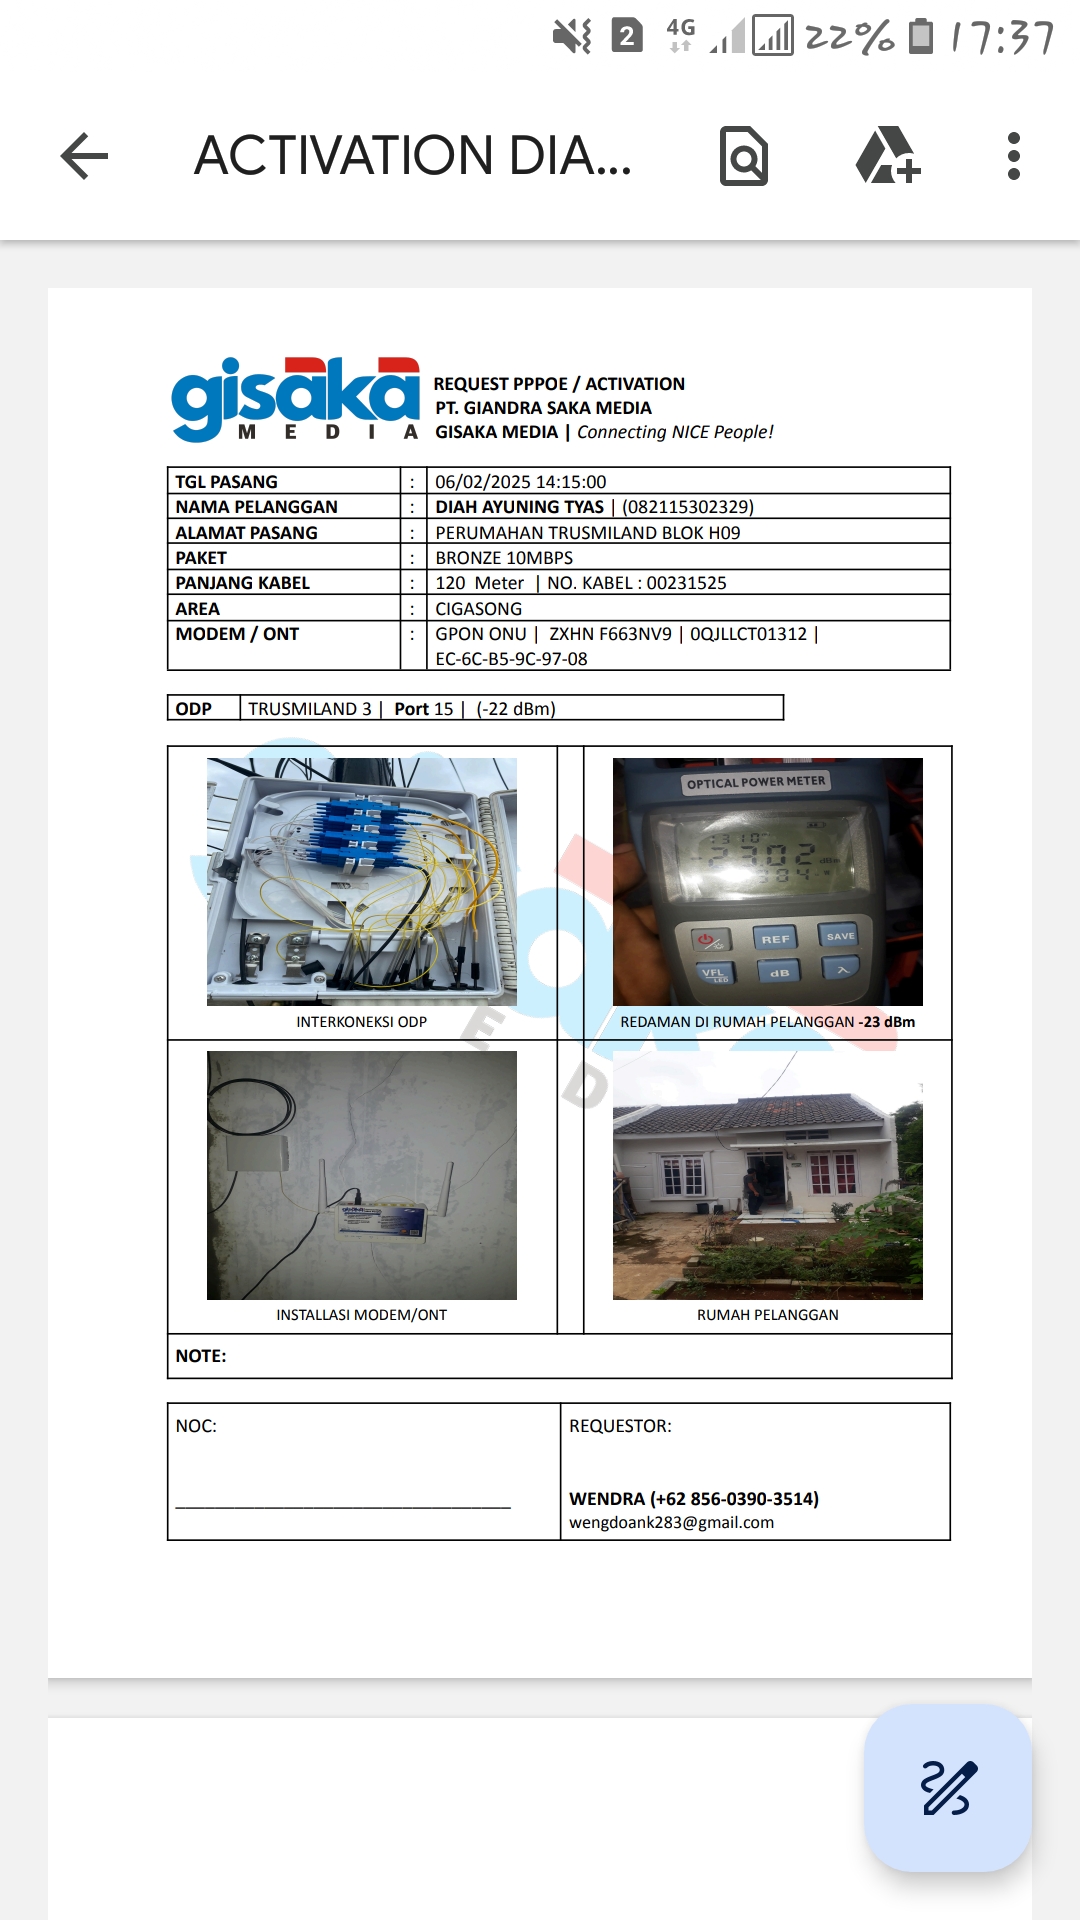 2 4G 22% 17:37
ACTIVATION DIA...
gisaka
MEDIA
REQUEST PPPOE / ACTIVATION
PT. GIANDRA SAKA MEDIA
GISAKA MEDIA | Connecting NICE People!
TGL PASANG : 06/02/2025 14:15:00
NAMA PELANGGAN : DIAH AYUNING TYAS | (082115302329)
ALAMAT PASANG : PERUMAHAN TRUSMILAND BLOK H09
PAKET : BRONZE 10MBPS
PANJANG KABEL : 120 Meter | NO. KABEL : 00231525
AREA : CIGASONG
MODEM / ONT : GPON ONU | ZXHN F663NV9 | 0QJLLCT01312 |
EC-6C-B5-9C-97-08
ODP TRUSMILAND 3 | Port 15 | (-22 dBm)
OPTICAL POWER METER
1310
-23.02
REF
SAVE
VFL
LED
dB
λ
INTERKONEKSI ODP
REDAMAN DI RUMAH PELANGGAN -23 dBm
E
D
INSTALLASI MODEM/ONT
RUMAH PELANGGAN
NOTE:
NOC:
REQUESTOR:
WENDRA (+62 856-0390-3514)
wengdoank283@gmail.com